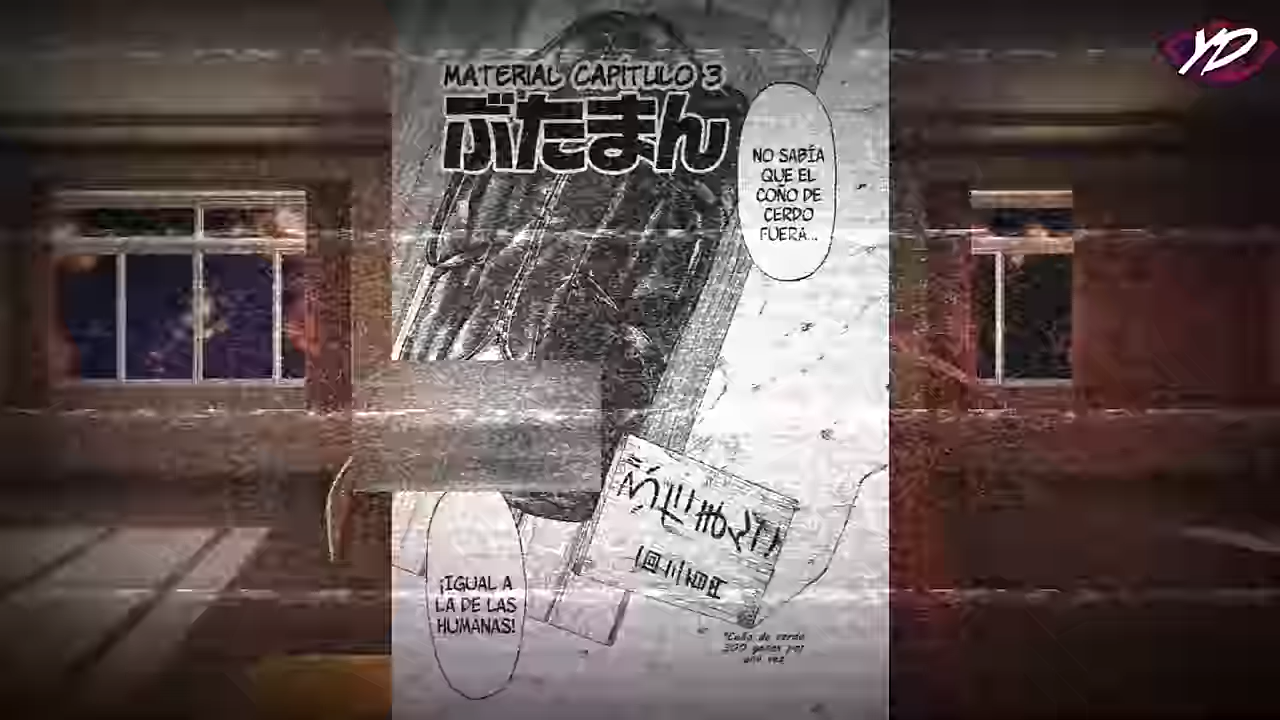 YD
MATERIAL CAPÍTULO 3
ぶたまん
NO SABÍA
QUE EL
COÑO DE
CERDO
FUERA...
¡IGUAL A
LA DE LAS
HUMANAS!
"Coño de cerdo
300 yenes por
una vez"